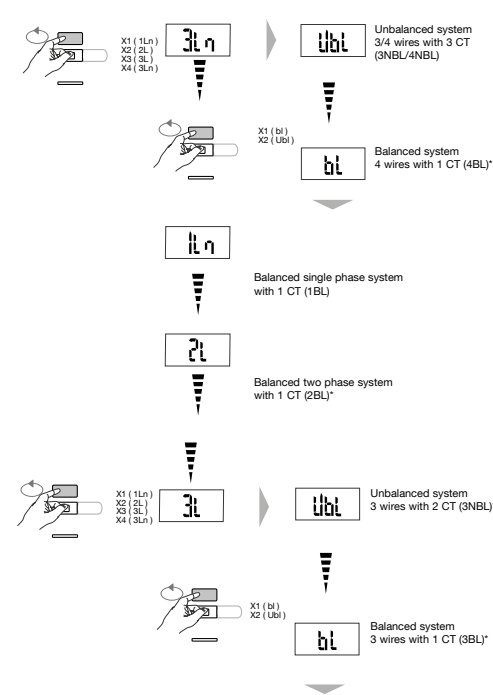 X1 ( 1Ln )
X2 ( 2L )
X3 ( 3L )
X4 ( 3Ln )
3Ln
Ubl
Unbalanced system
3/4 wires with 3 CT
(3NBL/4NBL)
X1 ( bl )
X2 ( Ubl )
bl
Balanced system
4 wires with 1 CT (4BL)*
1Ln
Balanced single phase system
with 1 CT (1BL)
2L
Balanced two phase system
with 1 CT (2BL)*
X1 ( 1Ln )
X2 ( 2L )
X3 ( 3L )
X4 ( 3Ln )
3L
Ubl
Unbalanced system
3 wires with 2 CT (3NBL)
X1 ( bl )
X2 ( Ubl )
bl
Balanced system
3 wires with 1 CT (3BL)*